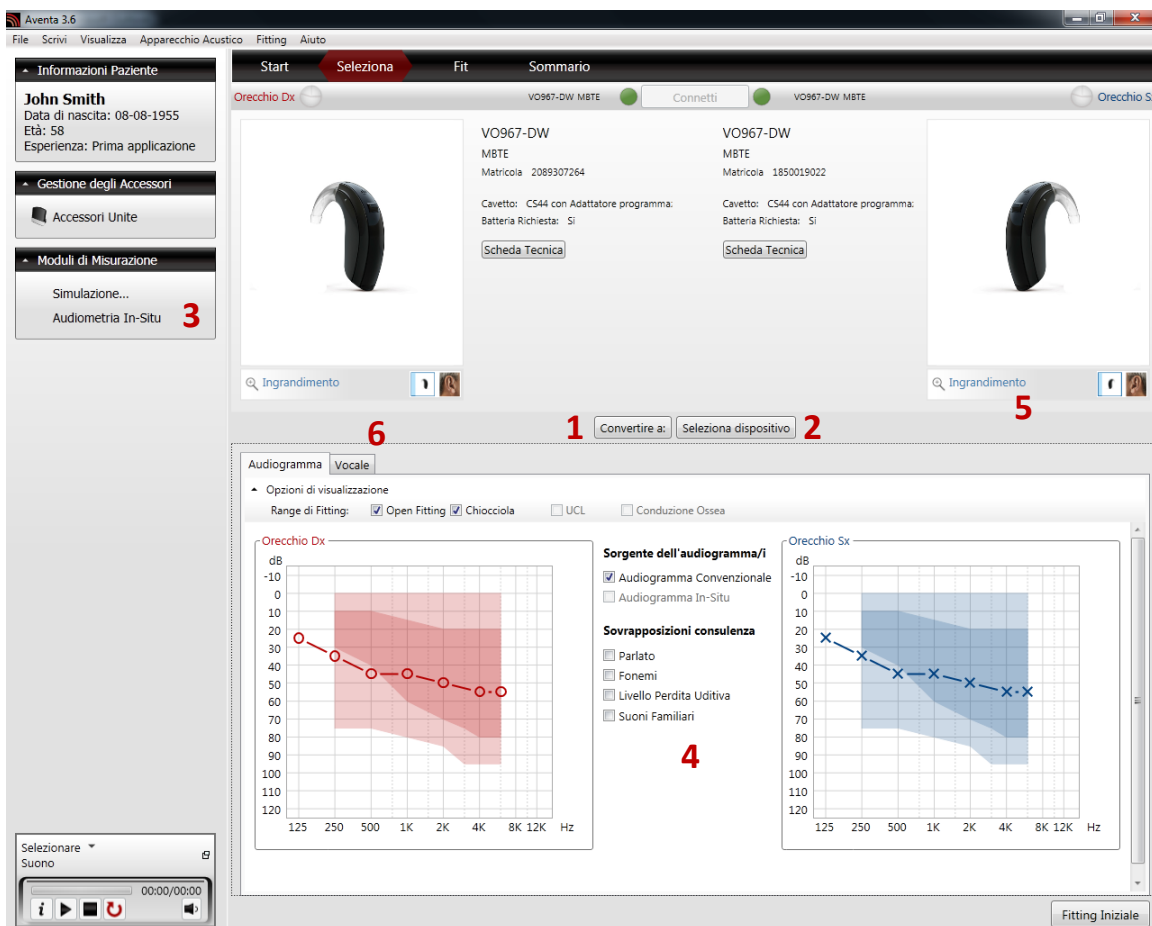 Aventa 3.6
File Scrivi Visualizza Apparecchio Acustico Fitting Aiuto
Informazioni Paziente
John Smith
Data di nascita: 08-08-1955
Età: 58
Esperienza: Prima applicazione
Gestione degli Accessori
Accessori Unite
Moduli di Misurazione
Simulazione...
Audiometria In-Situ
3
Start Seleziona Fit Sommario
Orecchio Dx VO967-DW MBTE Connetti VO967-DW MBTE Orecchio S
VO967-DW
MBTE
Matricola 2089307264
Cavetto: CS44 con Adattatore programma:
Batteria Richiesta: Si
Scheda Tecnica
VO967-DW
MBTE
Matricola 1850019022
Cavetto: CS44 con Adattatore programma:
Batteria Richiesta: Si
Scheda Tecnica
Ingrandimento
Ingrandimento
5
6
1 Convertire a: Seleziona dispositivo 2
Audiogramma Vocale
Opzioni di visualizzazione
Range di Fitting: Open Fitting Chiocciola UCL Conduzione Ossea
Orecchio Dx
dB
-10
0
10
20
30
40
50
60
70
80
90
100
110
120
125 250 500 1K 2K 4K 8K 12K Hz
Sorgente dell'audiogramma/i
Audiogramma Convenzionale
Audiogramma In-Situ
Sovrapposizioni consulenza
Parlato
Fonemi
Livello Perdita Uditiva
Suoni Familiari
4
Orecchio Sx
dB
-10
0
10
20
30
40
50
60
70
80
90
100
110
120
125 250 500 1K 2K 4K 8K 12K Hz
Selezionare
Suono
00:00/00:00
i
Fitting Iniziale